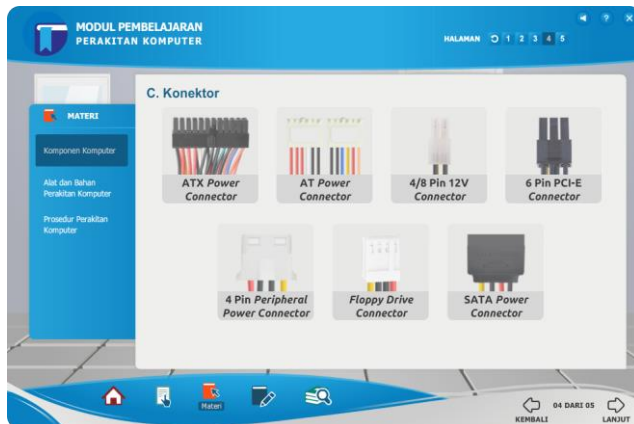 MODUL PEMBELAJARAN
PERAKITAN KOMPUTER
HALAMAN 1 2 3 4 5
?
X
C. Konektor
MATERI
Komponen Komputer
Alat dan Bahan
Perakitan Komputer
Prosedur Perakitan
Komputer
ATX Power
Connector
AT Power
Connector
4/8 Pin 12V
Connector
6 Pin PCI-E
Connector
4 Pin Peripheral
Power Connector
Floppy Drive
Connector
SATA Power
Connector
Materi
KEMBALI
04 DARI 05
LANJUT